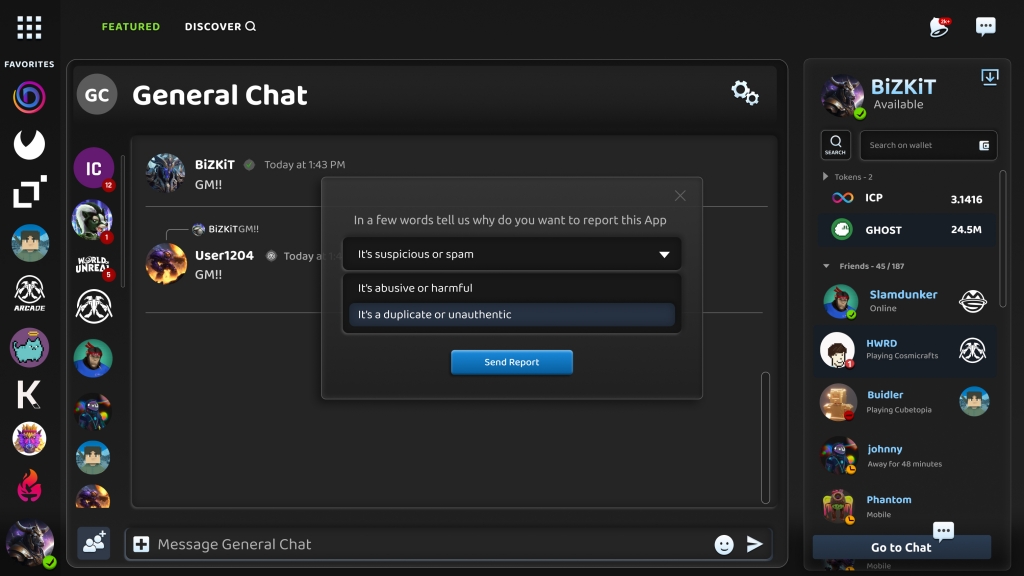 FEATURED
DISCOVER
2k+
FAVORITES
GC
General Chat
IC
12
1
WORLD OF UNREAL
5
ARCADE
K
BiZKiT
Today at 1:43 PM
GM!!
BiZKiT GM!!
User1204
Today at 1:4
GM!!
In a few words tell us why do you want to report this App
It's suspicious or spam
It's abusive or harmful
It's a duplicate or unauthentic
Send Report
Message General Chat
BiZKiT
Available
SEARCH
Search on wallet
Tokens - 2
ICP
3.1416
GHOST
24.5M
Friends - 45 / 187
Slamdunker
Online
HWRD
Playing Cosmicrafts
1
Buidler
Playing Cubetopia
johnny
Away for 48 minutes
Phantom
Mobile
Go to Chat
Mobile